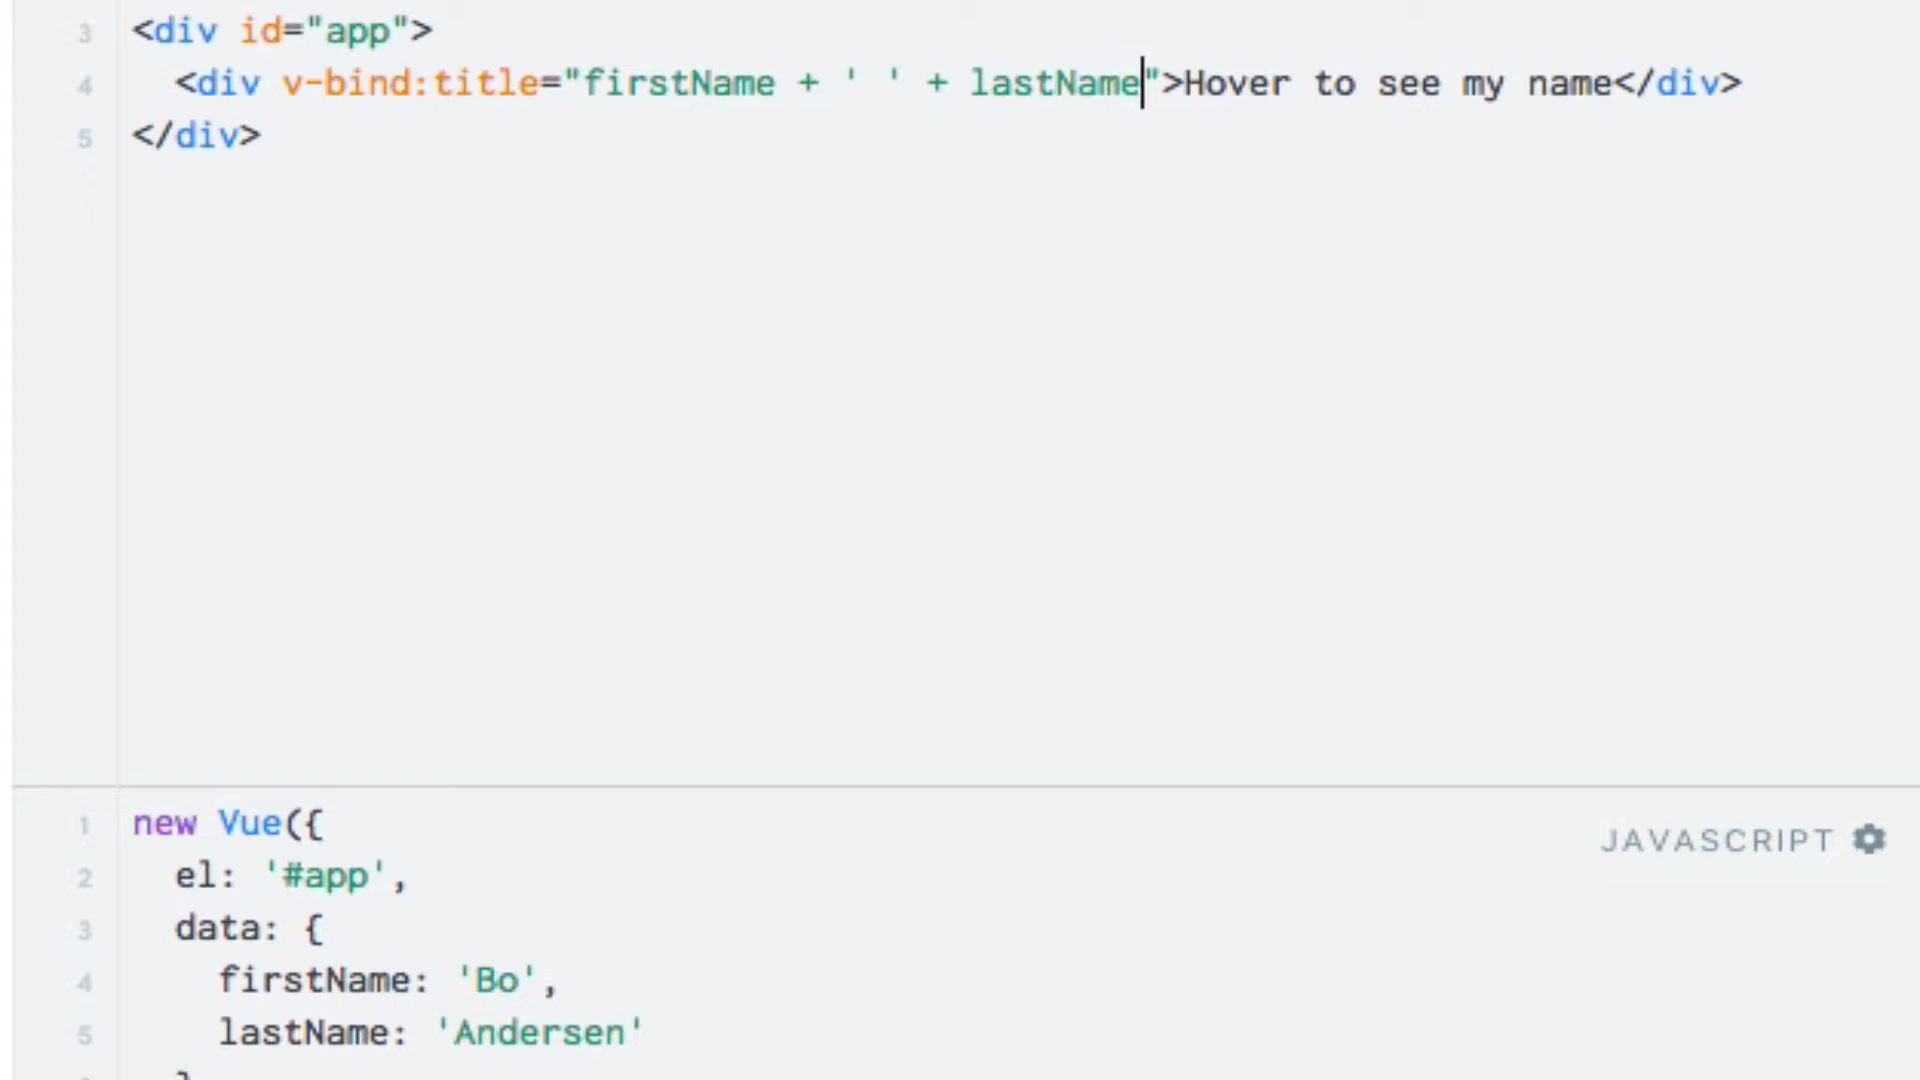 3 <div id="app">
4 <div v-bind:title="firstName + ' ' + lastName">Hover to see my name</div>
5 </div>
1 new Vue({
JAVASCRIPT
2 el: '#app',
3 data: {
4 firstName: 'Bo',
5 lastName: 'Andersen'